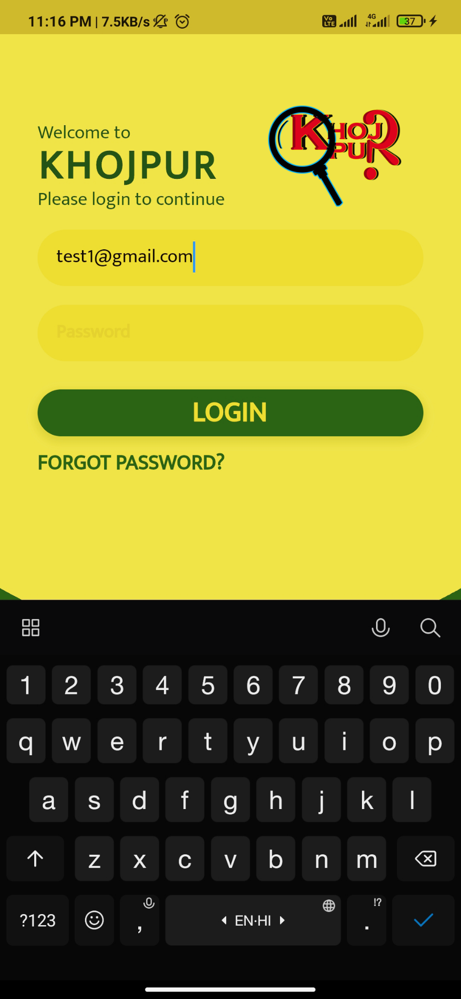 11:16 PM | 7.5KB/s Vo LTE 4G 37
Welcome to
KHOJPUR
Please login to continue
KHOJ
PUR
test1@gmail.com
Password
LOGIN
FORGOT PASSWORD?
1 2 3 4 5 6 7 8 9 0
q w e r t y u i o p
a s d f g h j k l
z x c v b n m
?123 , EN·HI !? .